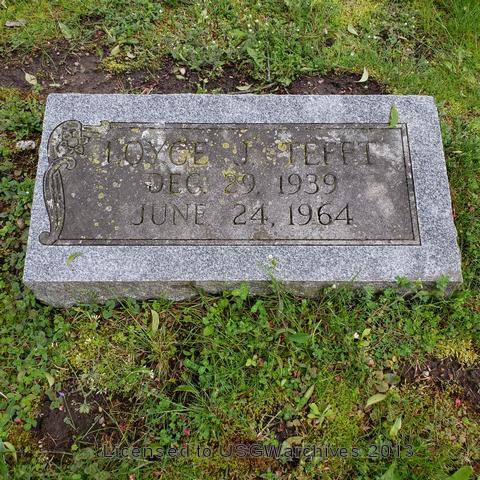 LOYCE J. TEFFT
DEC. 29, 1939
JUNE 24, 1964
Licensed to USGWarchives 2013